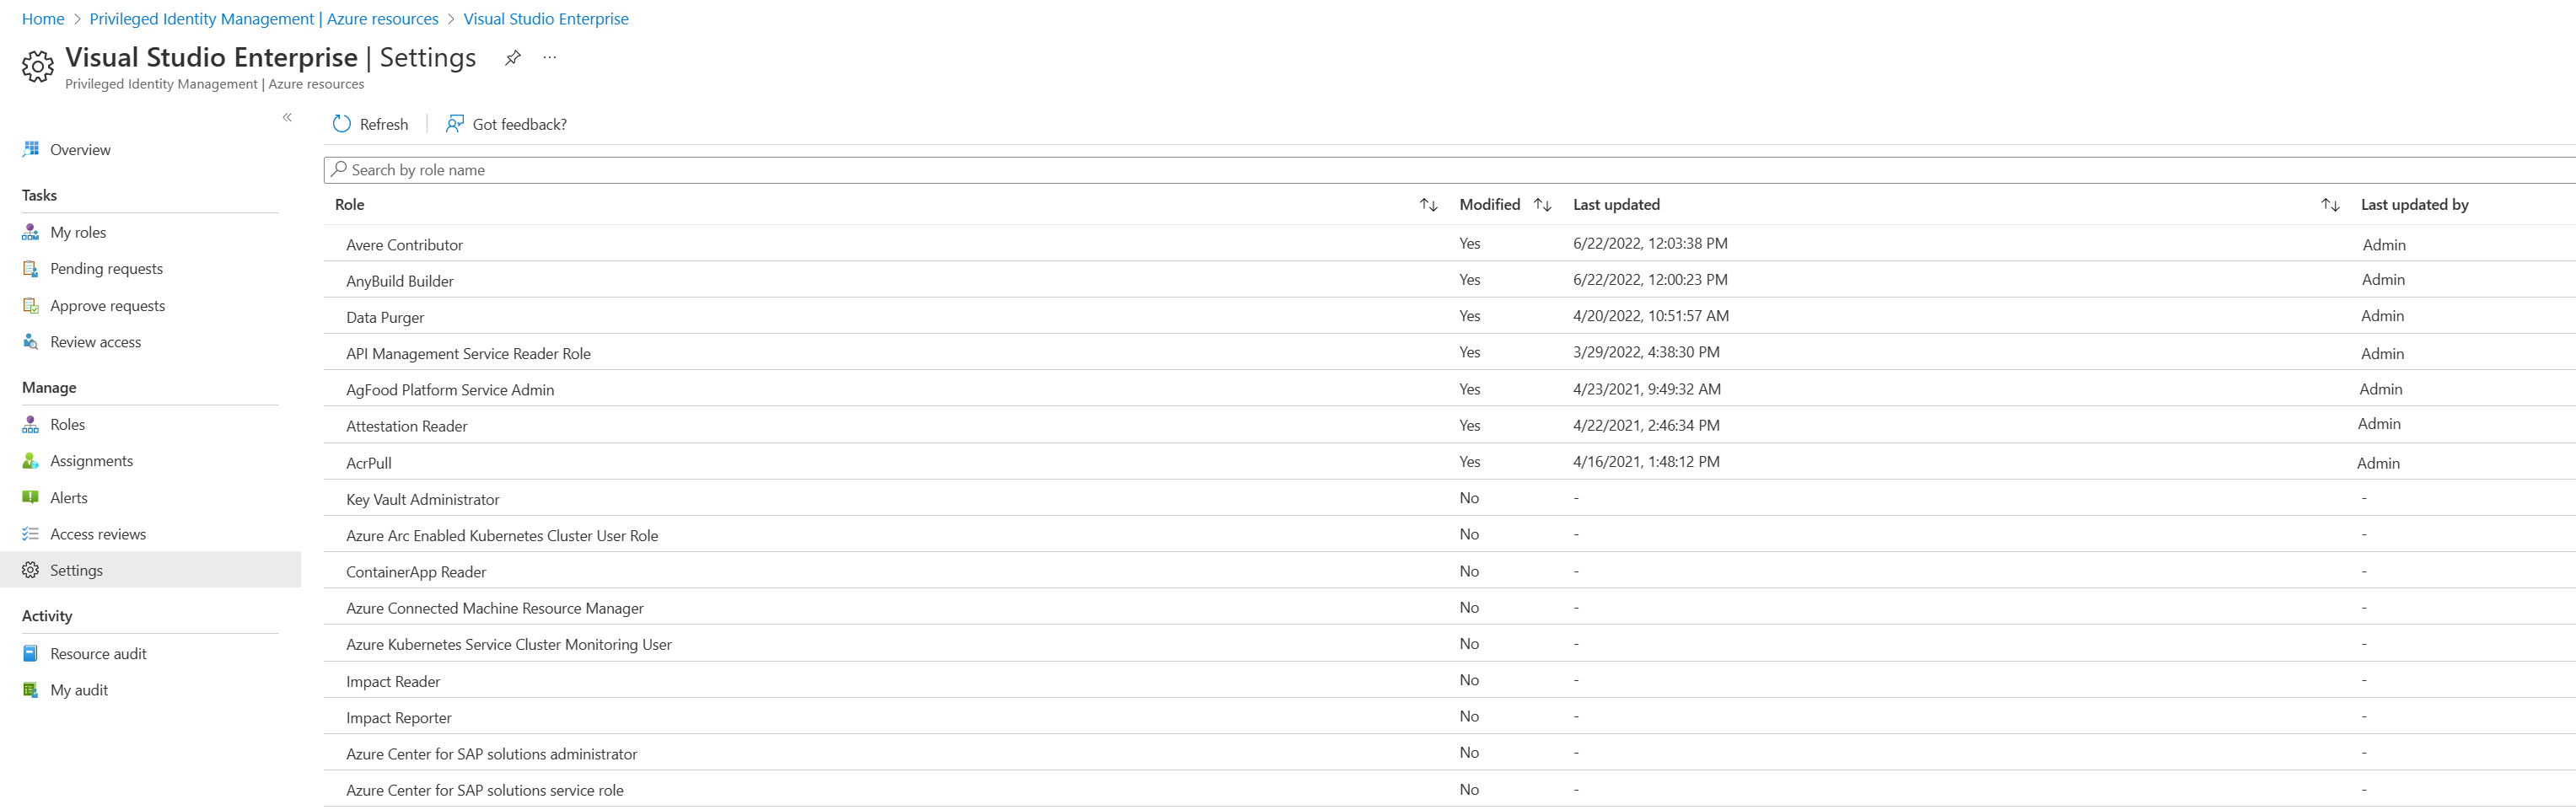 Home > Privileged Identity Management | Azure resources > Visual Studio Enterprise
Visual Studio Enterprise | Settings ...
Privileged Identity Management | Azure resources
«
Overview
Tasks
My roles
Pending requests
Approve requests
Review access
Manage
Roles
Assignments
Alerts
Access reviews
Settings
Activity
Resource audit
My audit
Refresh | Got feedback?
Search by role name
Role Modified Last updated Last updated by
Avere Contributor Yes 6/22/2022, 12:03:38 PM Admin
AnyBuild Builder Yes 6/22/2022, 12:00:23 PM Admin
Data Purger Yes 4/20/2022, 10:51:57 AM Admin
API Management Service Reader Role Yes 3/29/2022, 4:38:30 PM Admin
AgFood Platform Service Admin Yes 4/23/2021, 9:49:32 AM Admin
Attestation Reader Yes 4/22/2021, 2:46:34 PM Admin
AcrPull Yes 4/16/2021, 1:48:12 PM Admin
Key Vault Administrator No - -
Azure Arc Enabled Kubernetes Cluster User Role No - -
ContainerApp Reader No - -
Azure Connected Machine Resource Manager No - -
Azure Kubernetes Service Cluster Monitoring User No - -
Impact Reader No - -
Impact Reporter No - -
Azure Center for SAP solutions administrator No - -
Azure Center for SAP solutions service role No - -